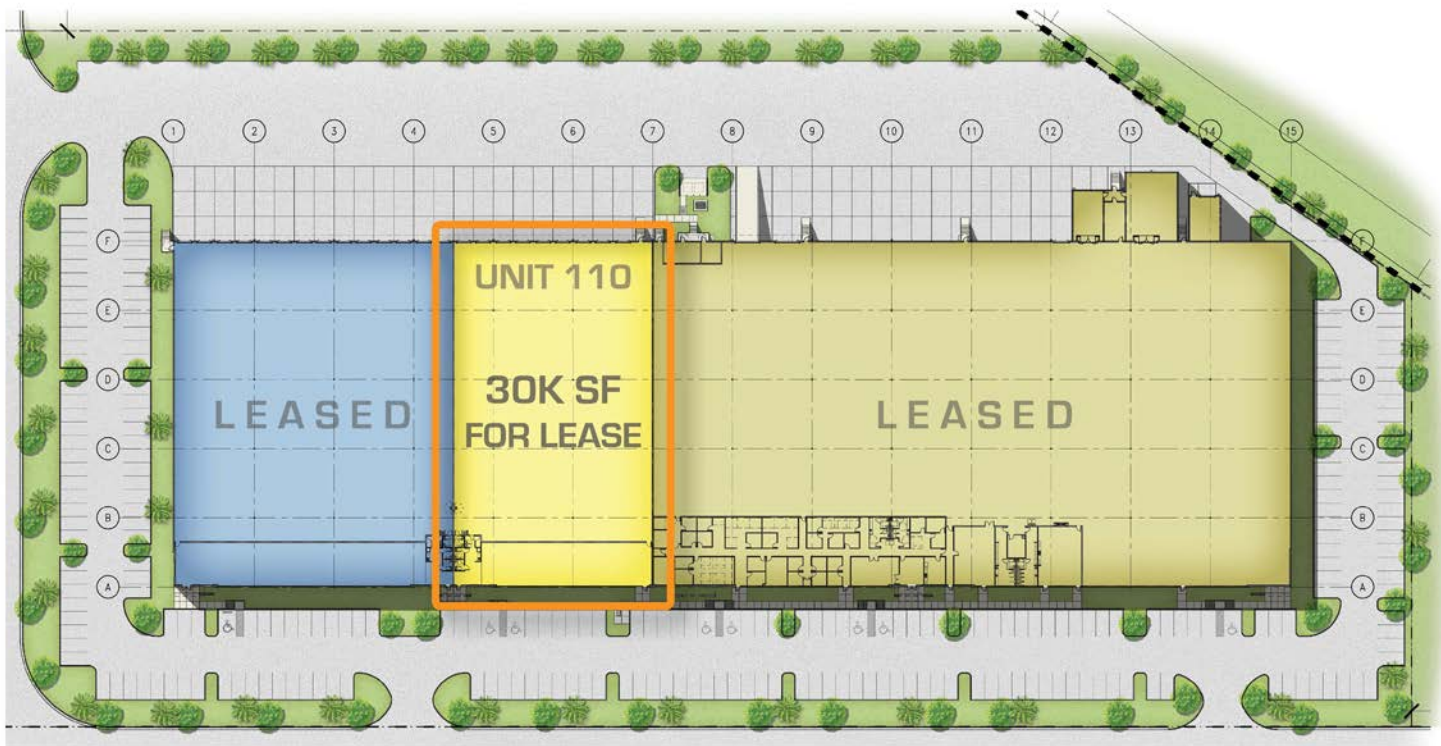 1 2 3 4 5 6 7 8 9 10 11 12 13 14 15
F F
UNIT 110
E E
D D
30K SF
LEASED LEASED
FOR LEASE
C C
B B
A A